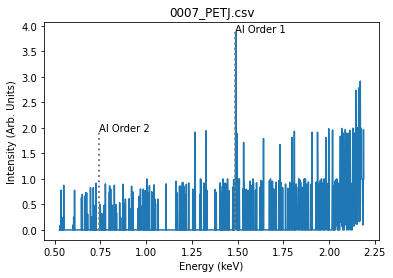 0007_PETJ.csv
Intensity (Arb. Units)
4.0
3.5
3.0
2.5
2.0
1.5
1.0
0.5
0.0
Al Order 1
Al Order 2
0.50 0.75 1.00 1.25 1.50 1.75 2.00 2.25
Energy (keV)